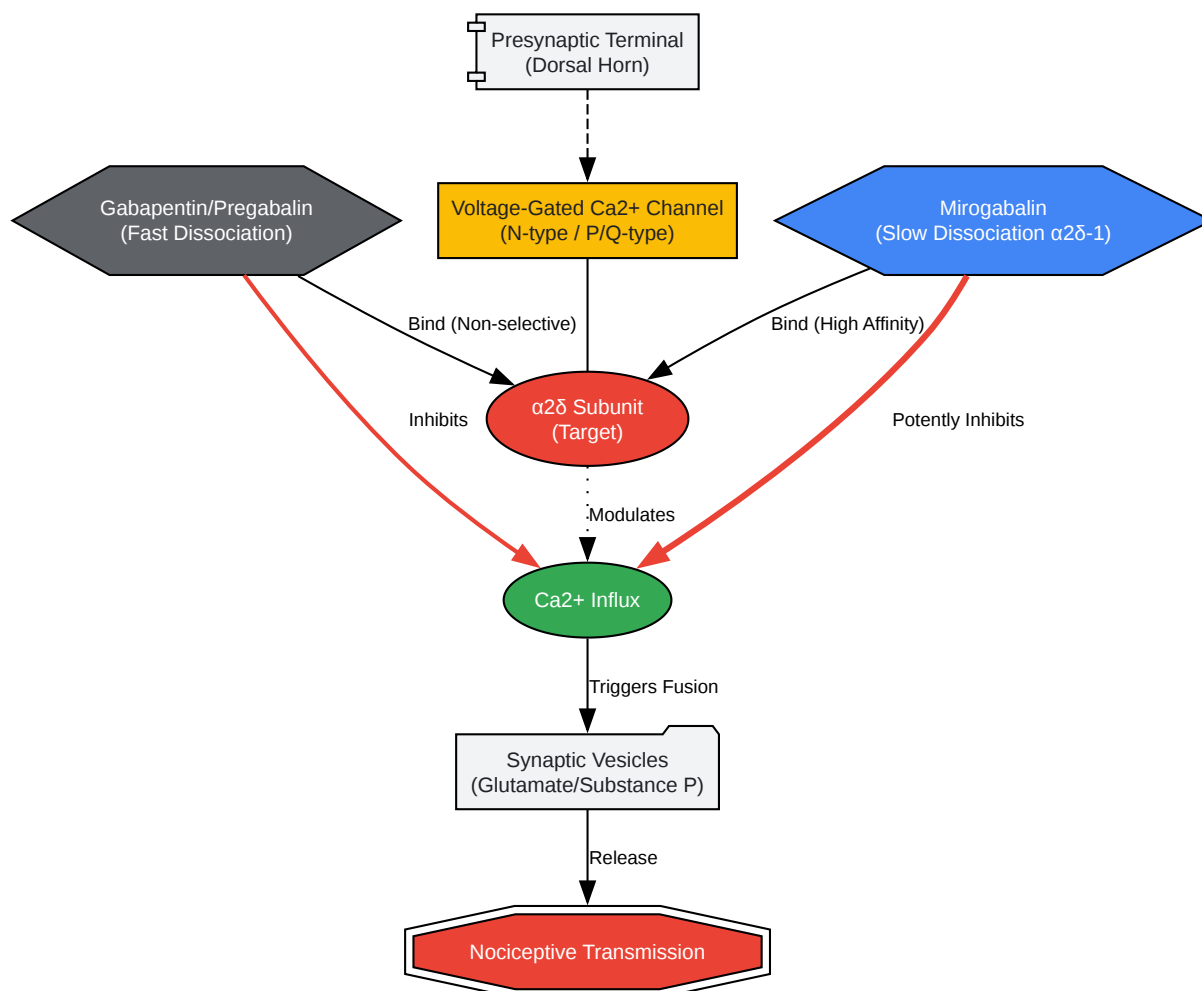 Presynaptic Terminal
(Dorsal Horn)
Gabapentin/Pregabalin
(Fast Dissociation)
Voltage-Gated Ca2+ Channel
(N-type / P/Q-type)
Mirogabalin
(Slow Dissociation α2δ-1)
Bind (Non-selective)
Bind (High Affinity)
α2δ Subunit
(Target)
Inhibits
Potently Inhibits
Modulates
Ca2+ Influx
Triggers Fusion
Synaptic Vesicles
(Glutamate/Substance P)
Release
Nociceptive Transmission